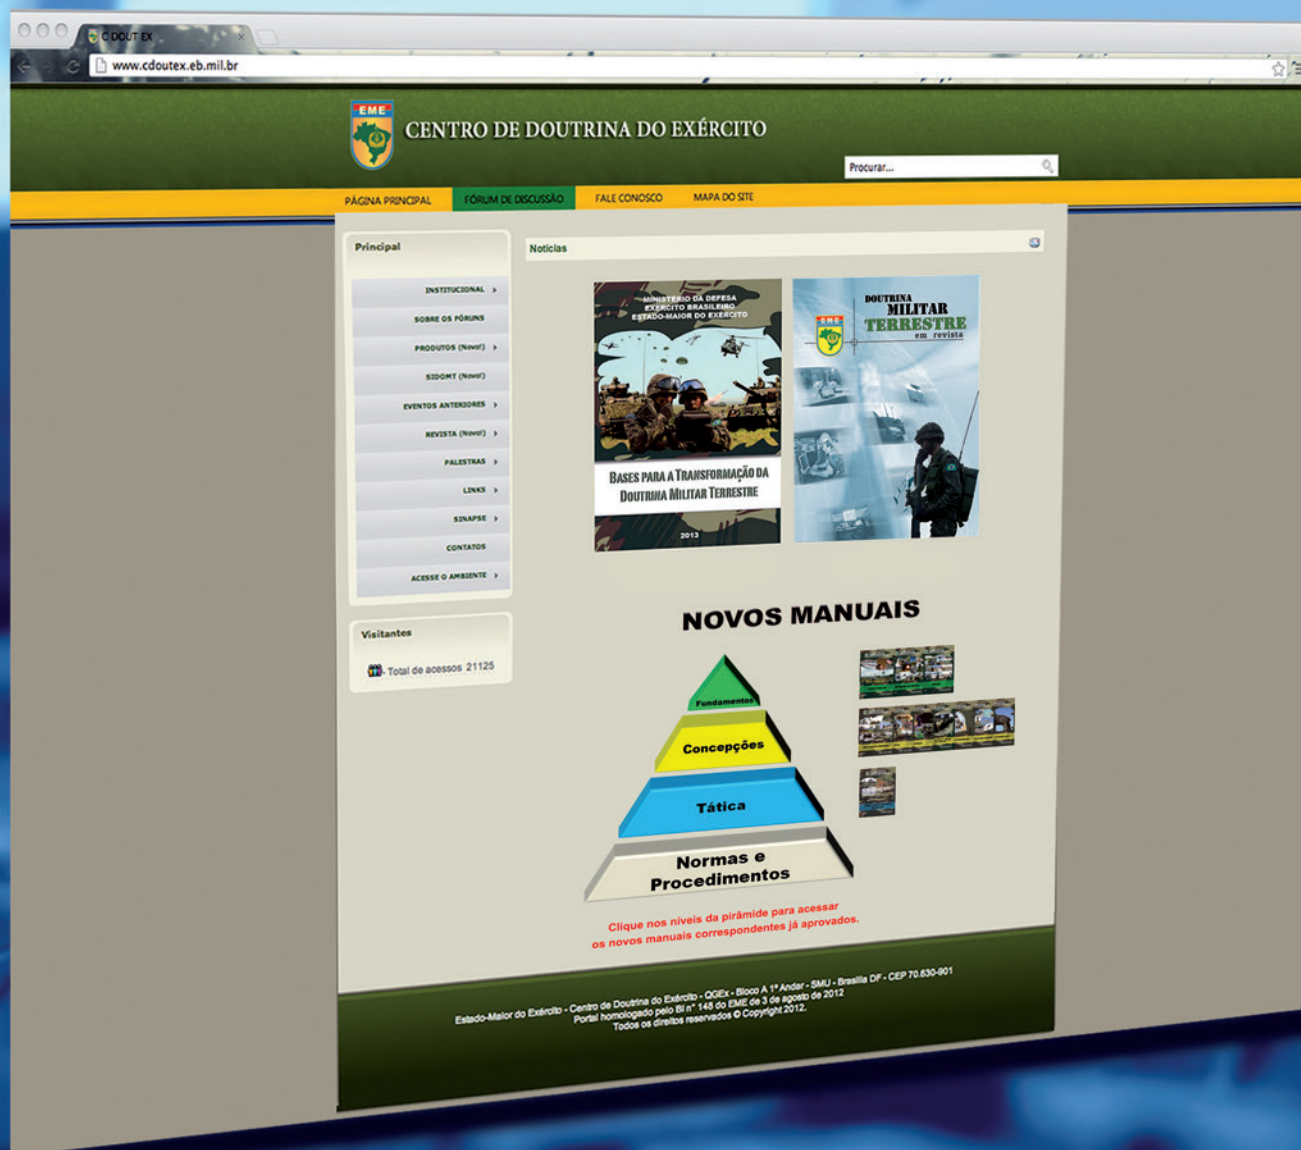 C DOUT EX
www.cdoutex.eb.mil.br
EME
CENTRO DE DOUTRINA DO EXÉRCITO
Procurar...
PÁGINA PRINCIPAL
FÓRUM DE DISCUSSÃO
FALE CONOSCO
MAPA DO SITE
Principal
INSTITUCIONAL
SOBRE OS FÓRUNS
PRODUTOS (Novo!)
SIDOMT (Novo!)
EVENTOS ANTERIORES
REVISTA (Novo!)
PALESTRAS
LINKS
SINAPSE
CONTATOS
ACESSE O AMBIENTE
Visitantes
- Total de acessos 21125
Notícias
MINISTÉRIO DA DEFESA
EXÉRCITO BRASILEIRO
ESTADO-MAIOR DO EXÉRCITO
BASES PARA A TRANSFORMAÇÃO DA
DOUTRINA MILITAR TERRESTRE
2013
DOUTRINA
MILITAR
TERRESTRE
em revista
EME
NOVOS MANUAIS
Fundamentos
Concepções
Tática
Normas e
Procedimentos
Clique nos níveis da pirâmide para acessar
os novos manuais correspondentes já aprovados.
Estado-Maior do Exército - Centro de Doutrina do Exército - QGEx - Bloco A 1º Andar - SMU - Brasília DF - CEP 70.630-901
Portal homologado pelo BI nº 148 do EME de 3 de agosto de 2012
Todos os direitos reservados © Copyright 2012.